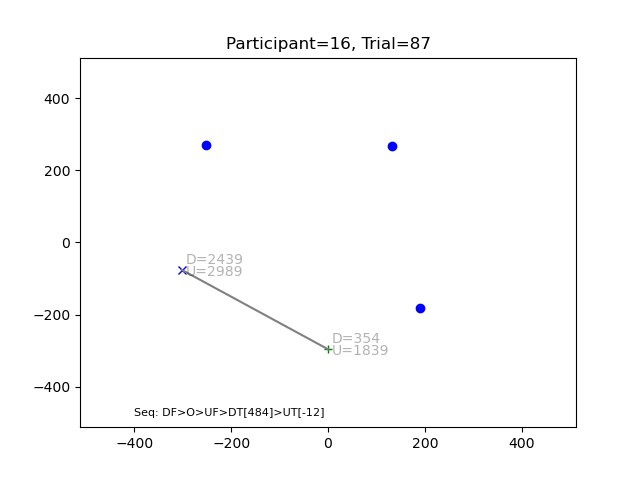 Participant=16, Trial=87
400
200
0
−200
−400
D=2439
U=2989
D=354
U=1839
Seq: DF>O>UF>DT[484]>UT[-12]
−400
−200
0
200
400